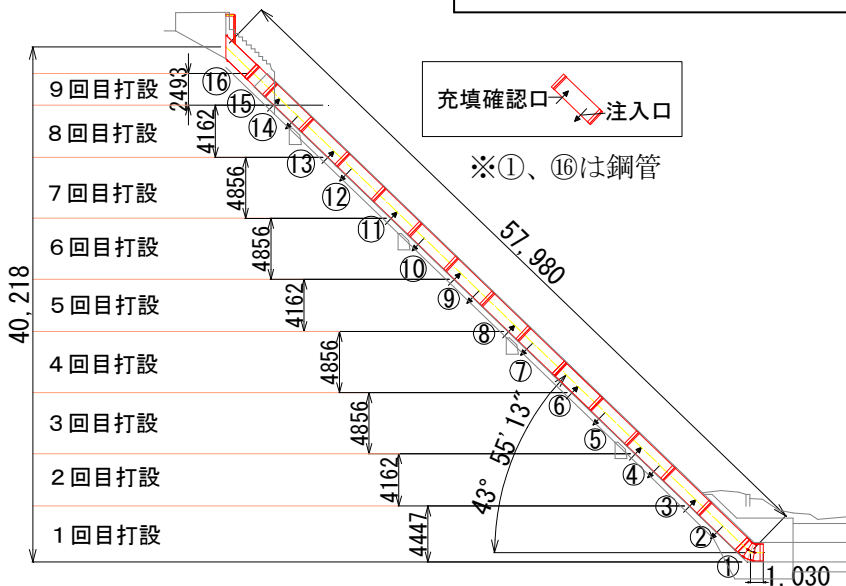 充填確認口
注入口
※①、⑯は鋼管
9回目打設
8回目打設
7回目打設
6回目打設
5回目打設
4回目打設
3回目打設
2回目打設
1回目打設
2493
4162
4856
4856
4162
4856
4856
4162
4447
40,218
57,980
43° 55′13″
1.030
⑯
⑮
⑭
⑬
⑫
⑪
⑩
⑨
⑧
⑦
⑥
⑤
④
③
②
①